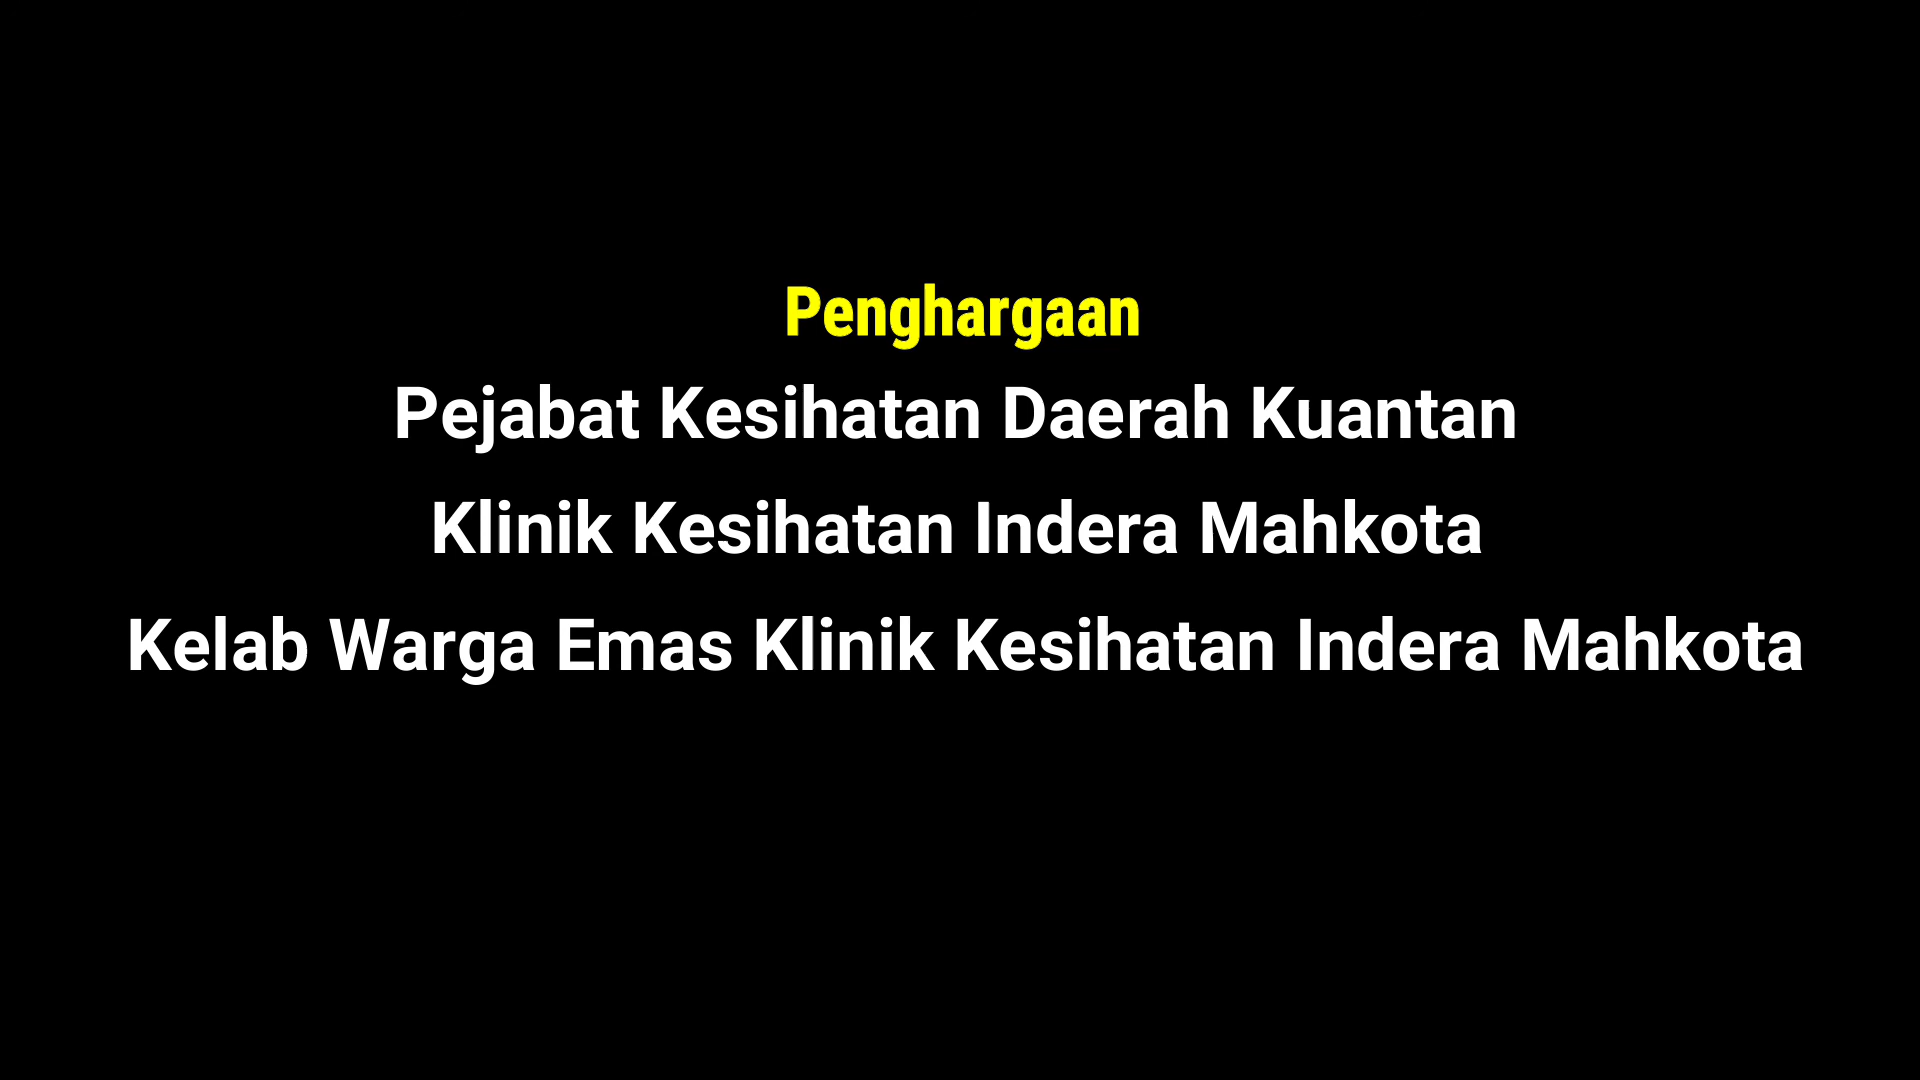 Penghargaan
Pejabat Kesihatan Daerah Kuantan
Klinik Kesihatan Indera Mahkota
Kelab Warga Emas Klinik Kesihatan Indera Mahkota